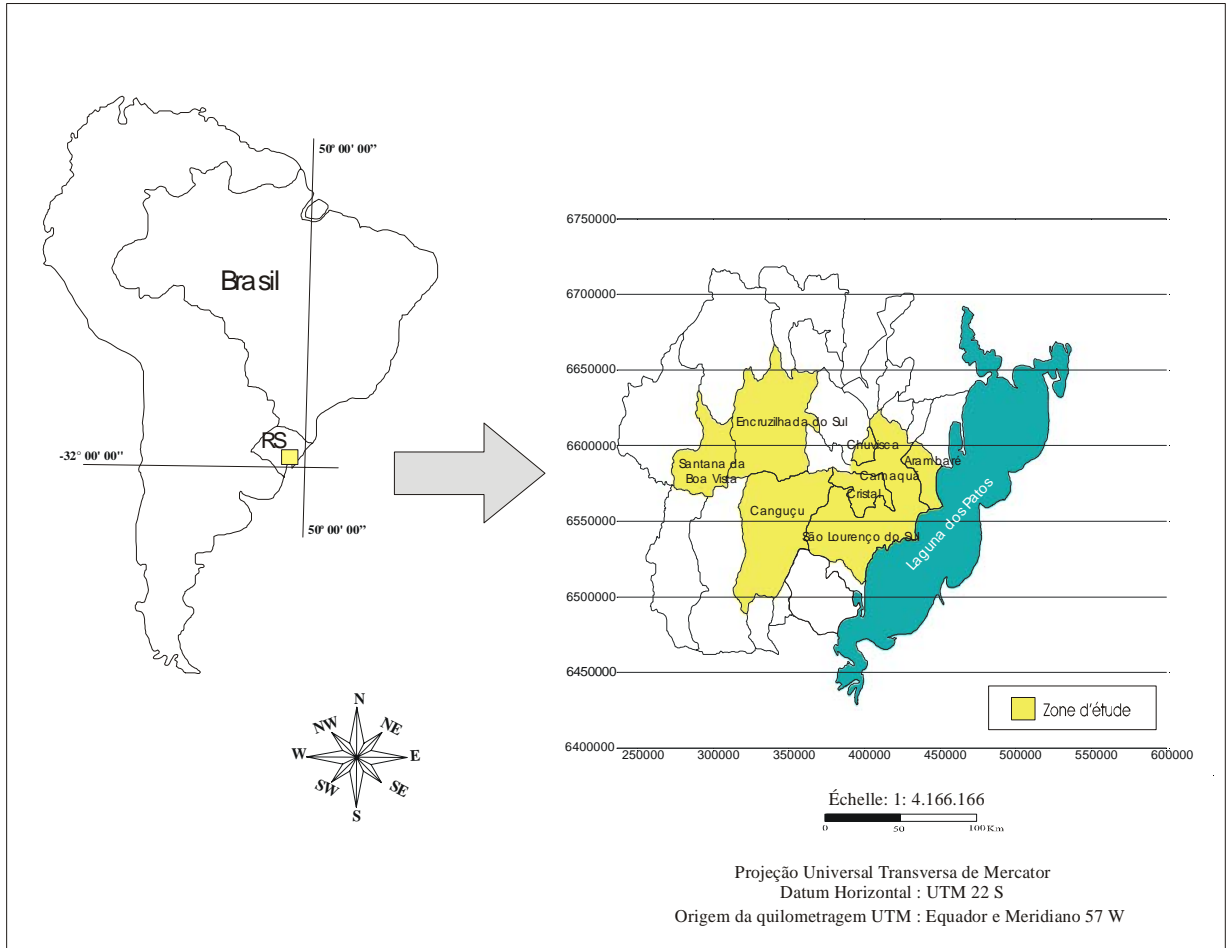 50º 00' 00"
Brasil
RS
-32° 00' 00"
50º 00' 00"
N
NW
NE
W
E
SW
SE
S
6750000
6700000
6650000
6600000
6550000
6500000
6450000
6400000
Encruzilhada do Sul
Chuvisca
Arambaré
Santana da
Boa Vista
Camaquã
Cristal
Canguçu
São Lourenço do Sul
Laguna dos Patos
Zone d'étude
250000 300000 350000 400000 450000 500000 550000 600000
Échelle: 1: 4.166.166
0 50 100 Km
Projeção Universal Transversa de Mercator
Datum Horizontal : UTM 22 S
Origem da quilometragem UTM : Equador e Meridiano 57 W